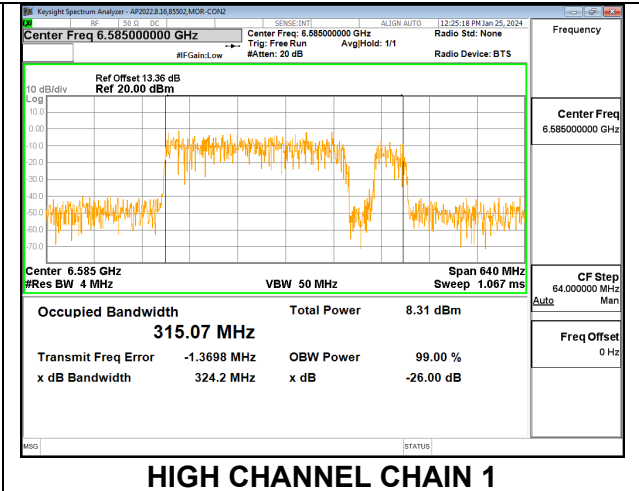 Keysight Spectrum Analyzer - AP2022.8.16,85502,MOR-CONZ
RF 50 Ω DC SENSE:INT ALIGN AUTO 12:25:18 PM Jan 25, 2024
Center Freq 6.585000000 GHz
Center Freq: 6.585000000 GHz Radio Std: None
Trig: Free Run Avg|Hold: 1/1
#IFGain:Low #Atten: 20 dB Radio Device: BTS
Frequency
Ref Offset 13.36 dB
10 dB/div Ref 20.00 dBm
Log
10.0
0.00
-10.0
-20.0
-30.0
-40.0
-50.0
-60.0
-70.0
Center 6.585 GHz Span 640 MHz
#Res BW 4 MHz VBW 50 MHz Sweep 1.067 ms
Center Freq
6.585000000 GHz
CF Step
64.000000 MHz
Auto Man
Freq Offset
0 Hz
Occupied Bandwidth Total Power 8.31 dBm
315.07 MHz
Transmit Freq Error -1.3698 MHz OBW Power 99.00 %
x dB Bandwidth 324.2 MHz x dB -26.00 dB
MSG STATUS
HIGH CHANNEL CHAIN 1